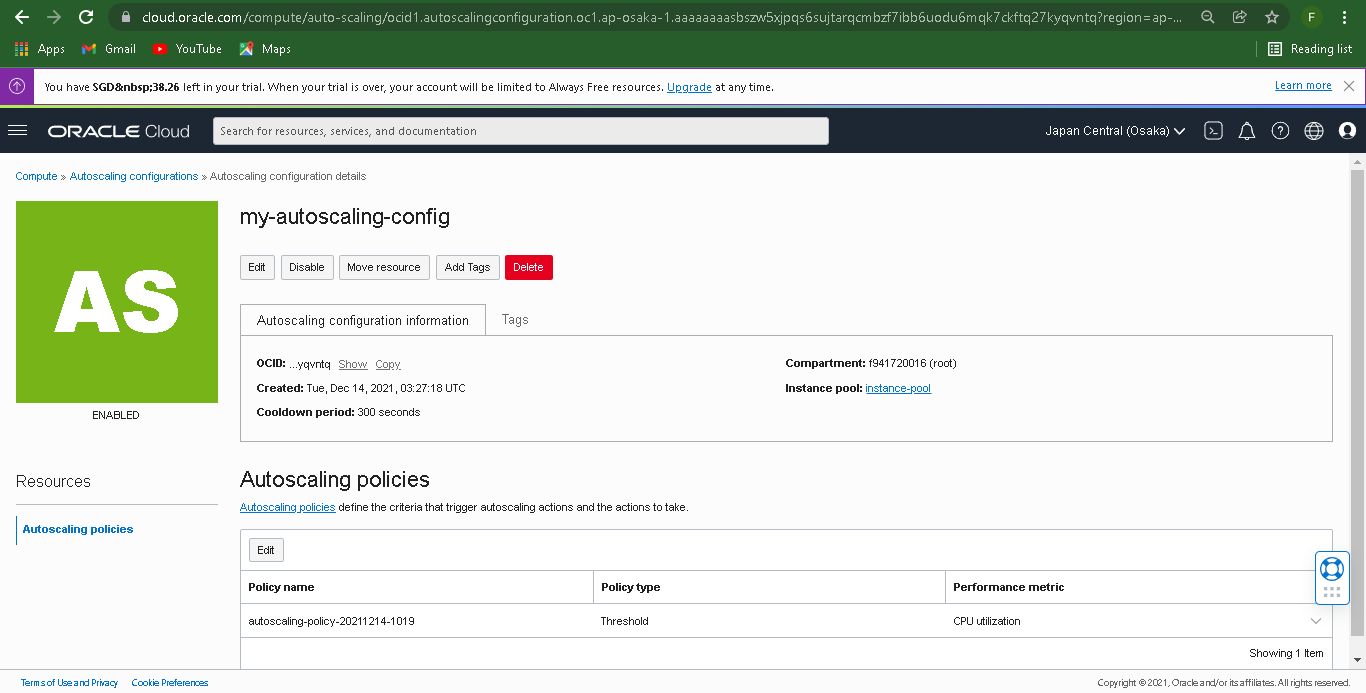 cloud.oracle.com/compute/auto-scaling/ocid1.autoscalingconfiguration.oc1.ap-osaka-1.aaaaaaaasbszw5xjpqs6sujtarqcmbzf7ibb6uodu6mqk7ckftq27kyqvntq?region=ap-...
F
Apps Gmail YouTube Maps Reading list
You have SGD&nbsp;38.26 left in your trial. When your trial is over, your account will be limited to Always Free resources. Upgrade at any time. Learn more
ORACLE Cloud Search for resources, services, and documentation Japan Central (Osaka)
Compute » Autoscaling configurations » Autoscaling configuration details
AS
ENABLED
my-autoscaling-config
Edit Disable Move resource Add Tags Delete
Autoscaling configuration information Tags
OCID: ...yqvntq Show Copy
Created: Tue, Dec 14, 2021, 03:27:18 UTC
Cooldown period: 300 seconds
Compartment: f941720016 (root)
Instance pool: instance-pool
Resources
Autoscaling policies
Autoscaling policies
Autoscaling policies define the criteria that trigger autoscaling actions and the actions to take.
Edit
Policy name Policy type Performance metric
autoscaling-policy-20211214-1019 Threshold CPU utilization
Showing 1 Item
Terms of Use and Privacy Cookie Preferences Copyright © 2021, Oracle and/or its affiliates. All rights reserved.